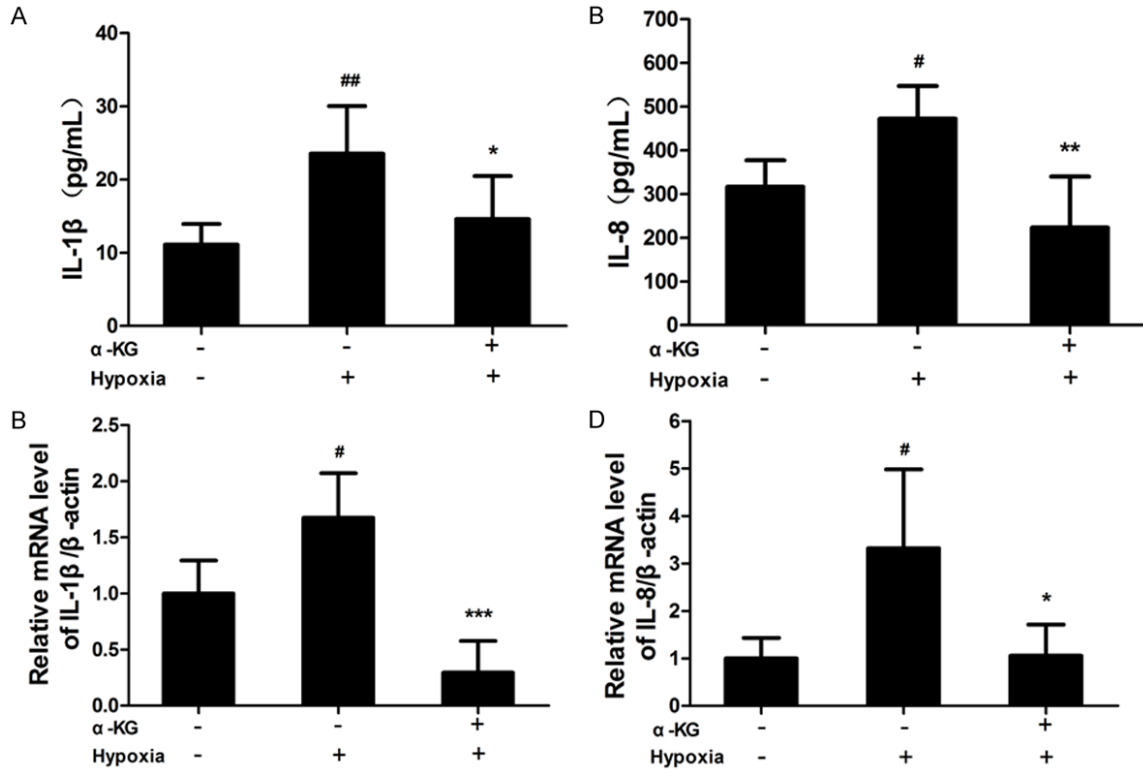 A
IL-1β（pg/mL）
40
30
20
10
0
##
*
α -KG - - +
Hypoxia - + +
B
IL-8（pg/mL）
700
600
500
400
300
200
100
0
#
**
α -KG - - +
Hypoxia - + +
B
Relative mRNA level
of IL-1β/β -actin
2.5
2.0
1.5
1.0
0.5
0.0
#
***
α -KG - - +
Hypoxia - + +
D
Relative mRNA level
of IL-8/β -actin
6
5
4
3
2
1
0
#
*
α -KG - - +
Hypoxia - + +